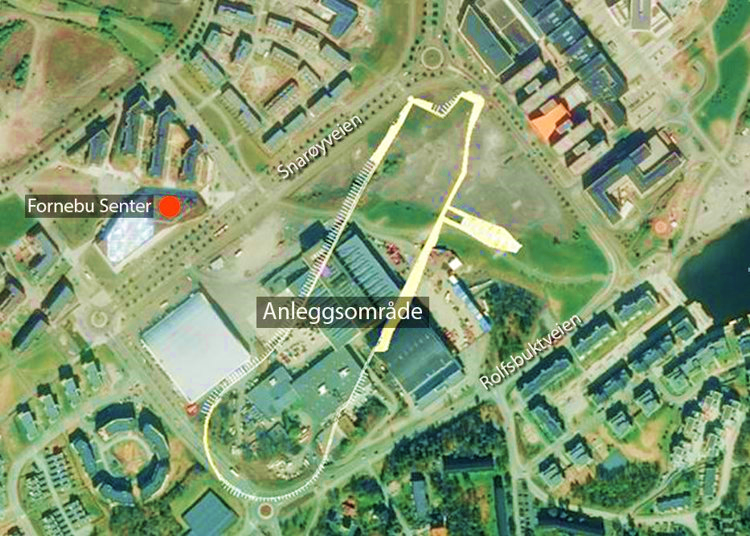 Snarøyveien
Fornebu Senter
Anleggsområde
Rolfsbuktveien